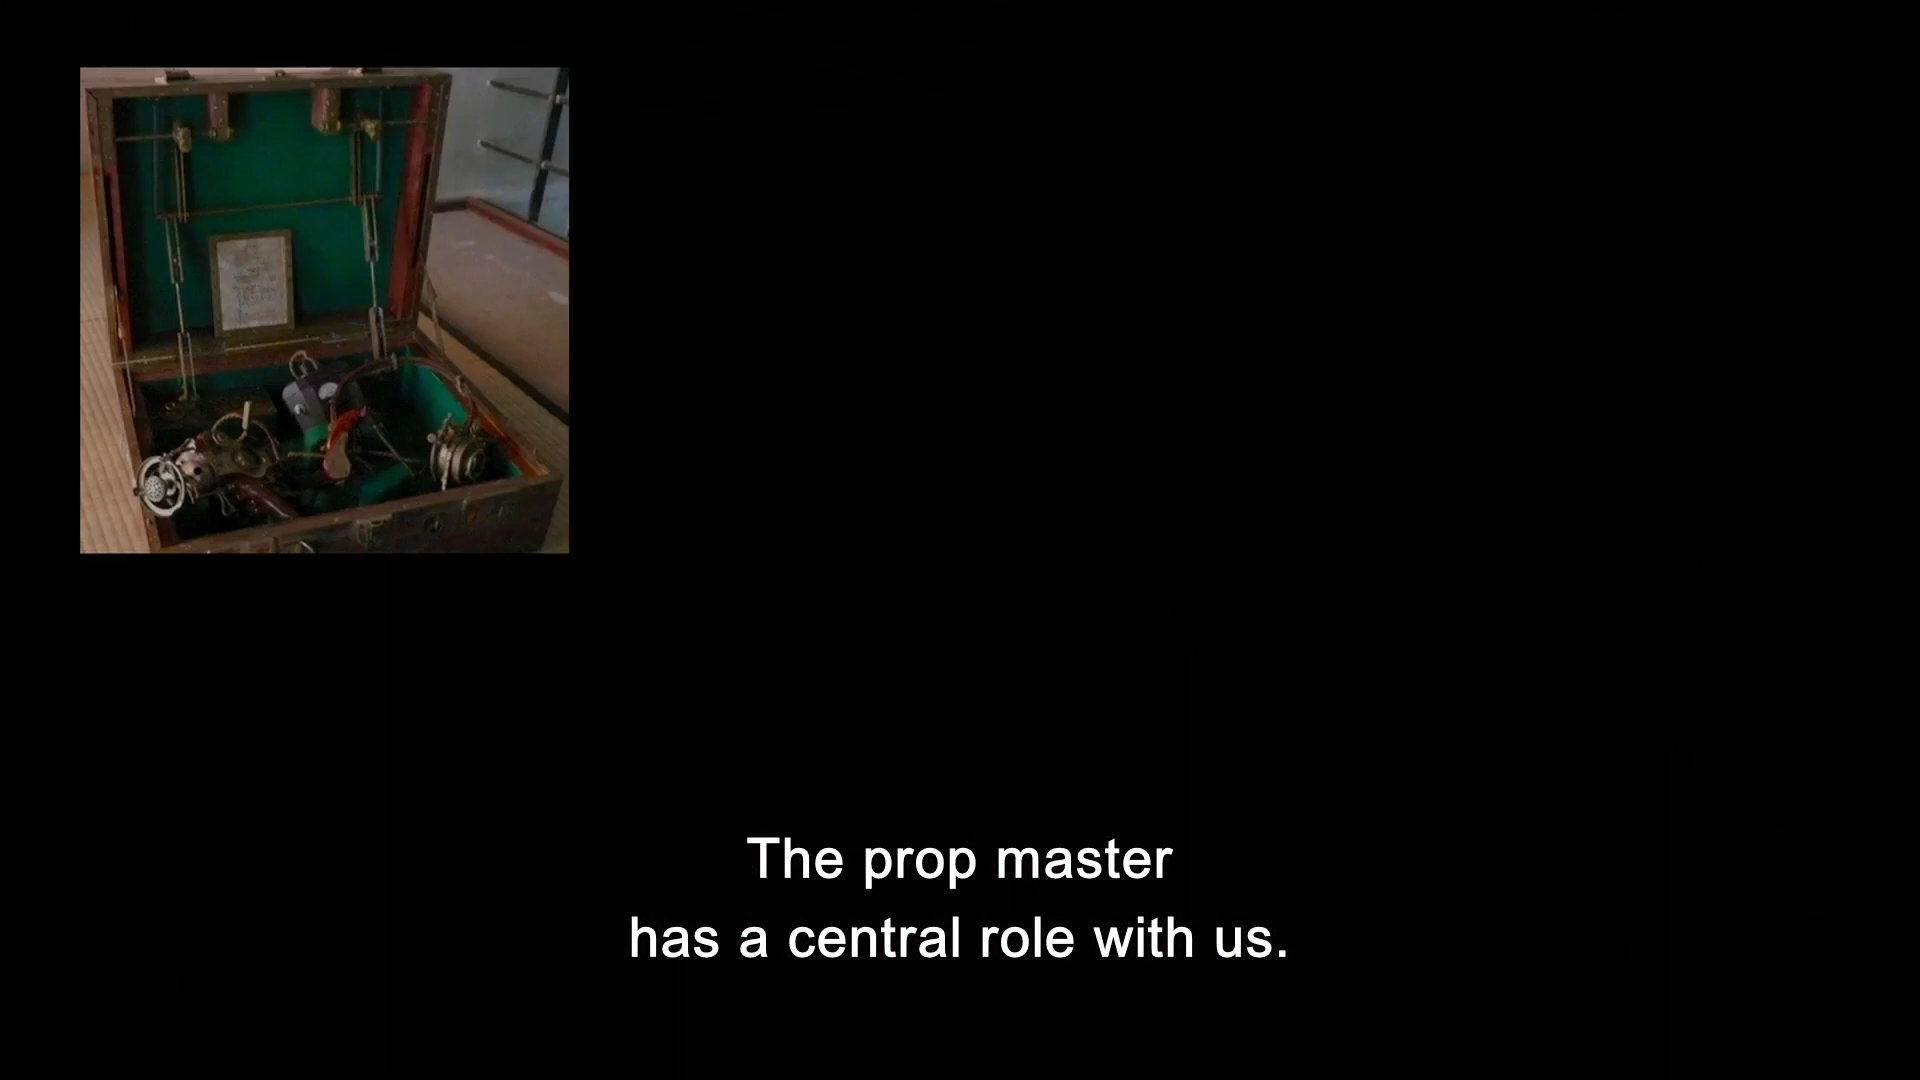 The prop master
has a central role with us.